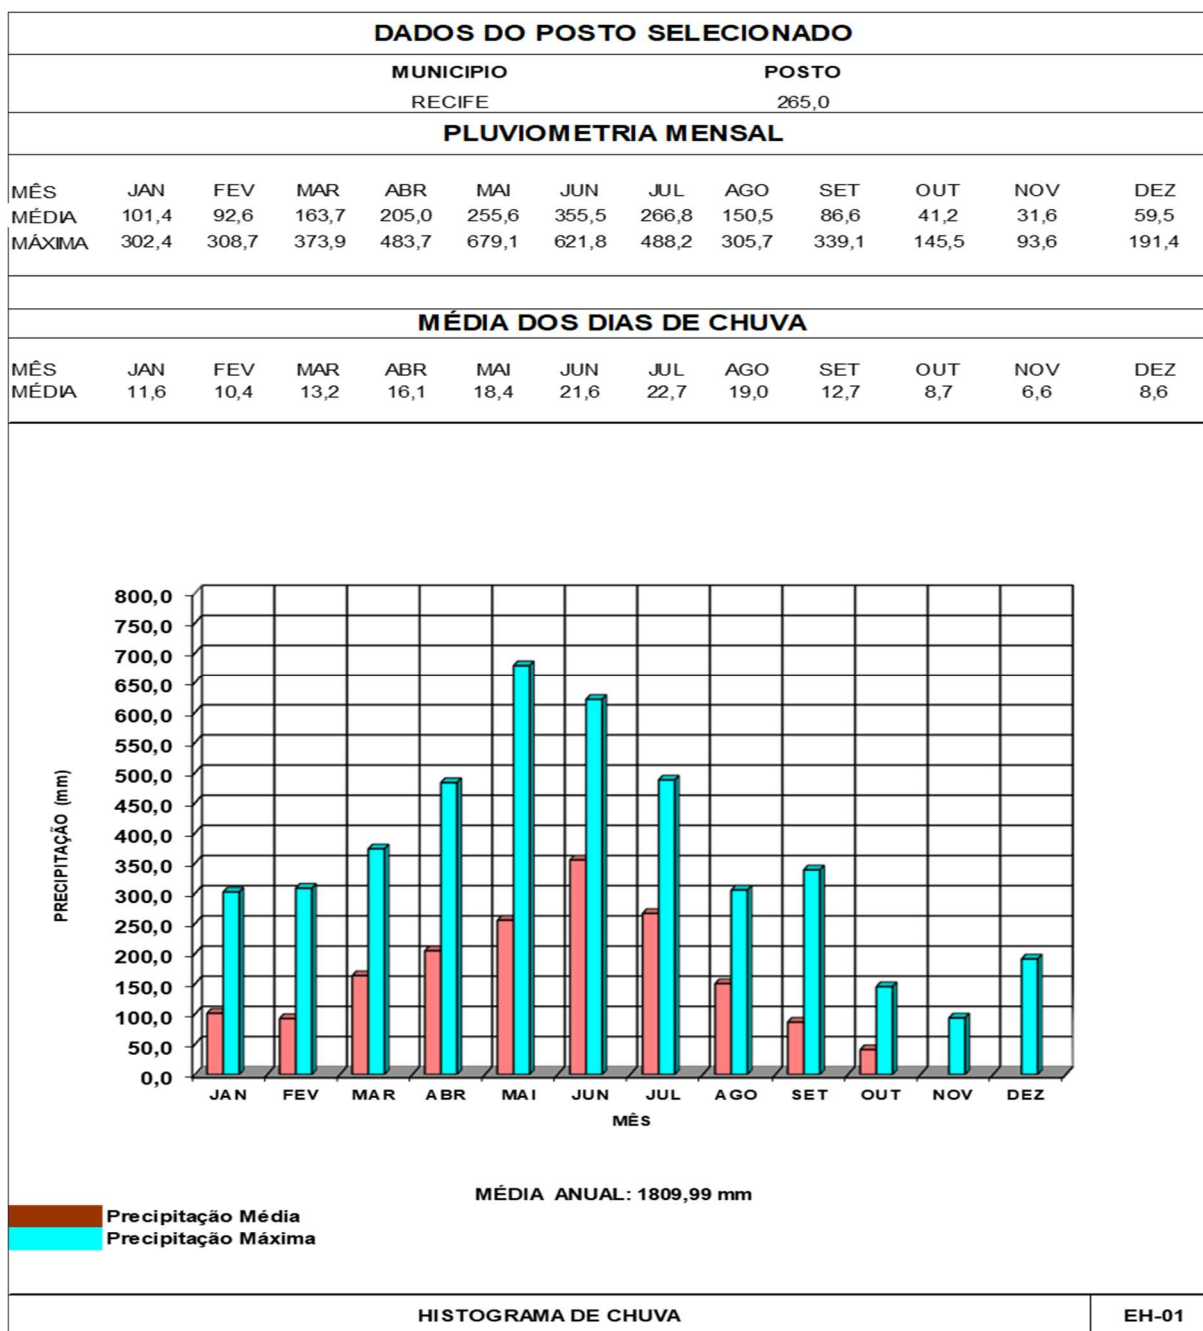 DADOS DO POSTO SELECIONADO
MUNICIPIO POSTO
RECIFE 265,0
PLUVIOMETRIA MENSAL
MÊS JAN FEV MAR ABR MAI JUN JUL AGO SET OUT NOV DEZ
MÉDIA 101,4 92,6 163,7 205,0 255,6 355,5 266,8 150,5 86,6 41,2 31,6 59,5
MÁXIMA 302,4 308,7 373,9 483,7 679,1 621,8 488,2 305,7 339,1 145,5 93,6 191,4
MÉDIA DOS DIAS DE CHUVA
MÊS JAN FEV MAR ABR MAI JUN JUL AGO SET OUT NOV DEZ
MÉDIA 11,6 10,4 13,2 16,1 18,4 21,6 22,7 19,0 12,7 8,7 6,6 8,6
800,0
750,0
700,0
650,0
600,0
550,0
500,0
450,0
400,0
350,0
300,0
250,0
200,0
150,0
100,0
50,0
0,0
PRECIPITAÇÃO (mm)
JAN FEV MAR ABR MAI JUN JUL AGO SET OUT NOV DEZ
MÊS
MÉDIA ANUAL: 1809,99 mm
Precipitação Média
Precipitação Máxima
HISTOGRAMA DE CHUVA EH-01